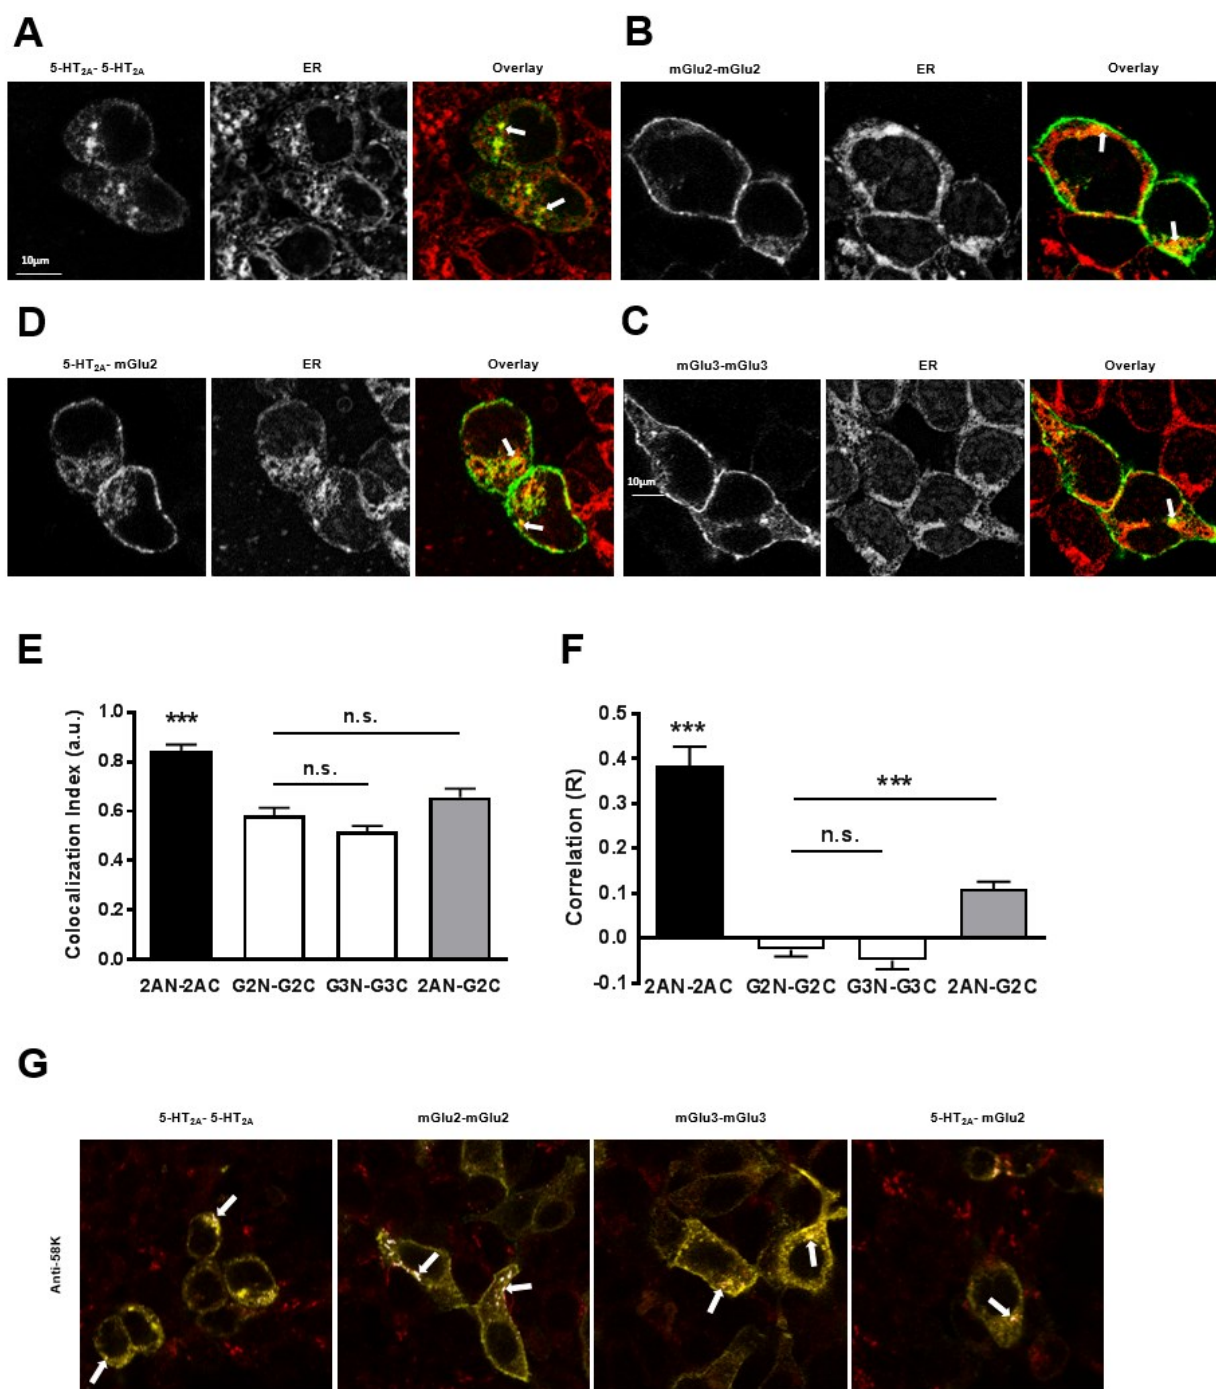 A
B
5-HT2A- 5-HT2A
ER
Overlay
mGlu2-mGlu2
ER
Overlay
10µm
D
C
5-HT2A- mGlu2
ER
Overlay
mGlu3-mGlu3
ER
Overlay
10µm
E
F
Colocalization Index (a.u.)
1.0
0.8
0.6
0.4
0.2
0.0
***
n.s.
n.s.
2AN-2AC
G2N-G2C
G3N-G3C
2AN-G2C
Correlation (R)
0.5
0.4
0.3
0.2
0.1
0.0
-0.1
***
***
n.s.
2AN-2AC
G2N-G2C
G3N-G3C
2AN-G2C
G
5-HT2A- 5-HT2A
mGlu2-mGlu2
mGlu3-mGlu3
5-HT2A- mGlu2
Anti-58K